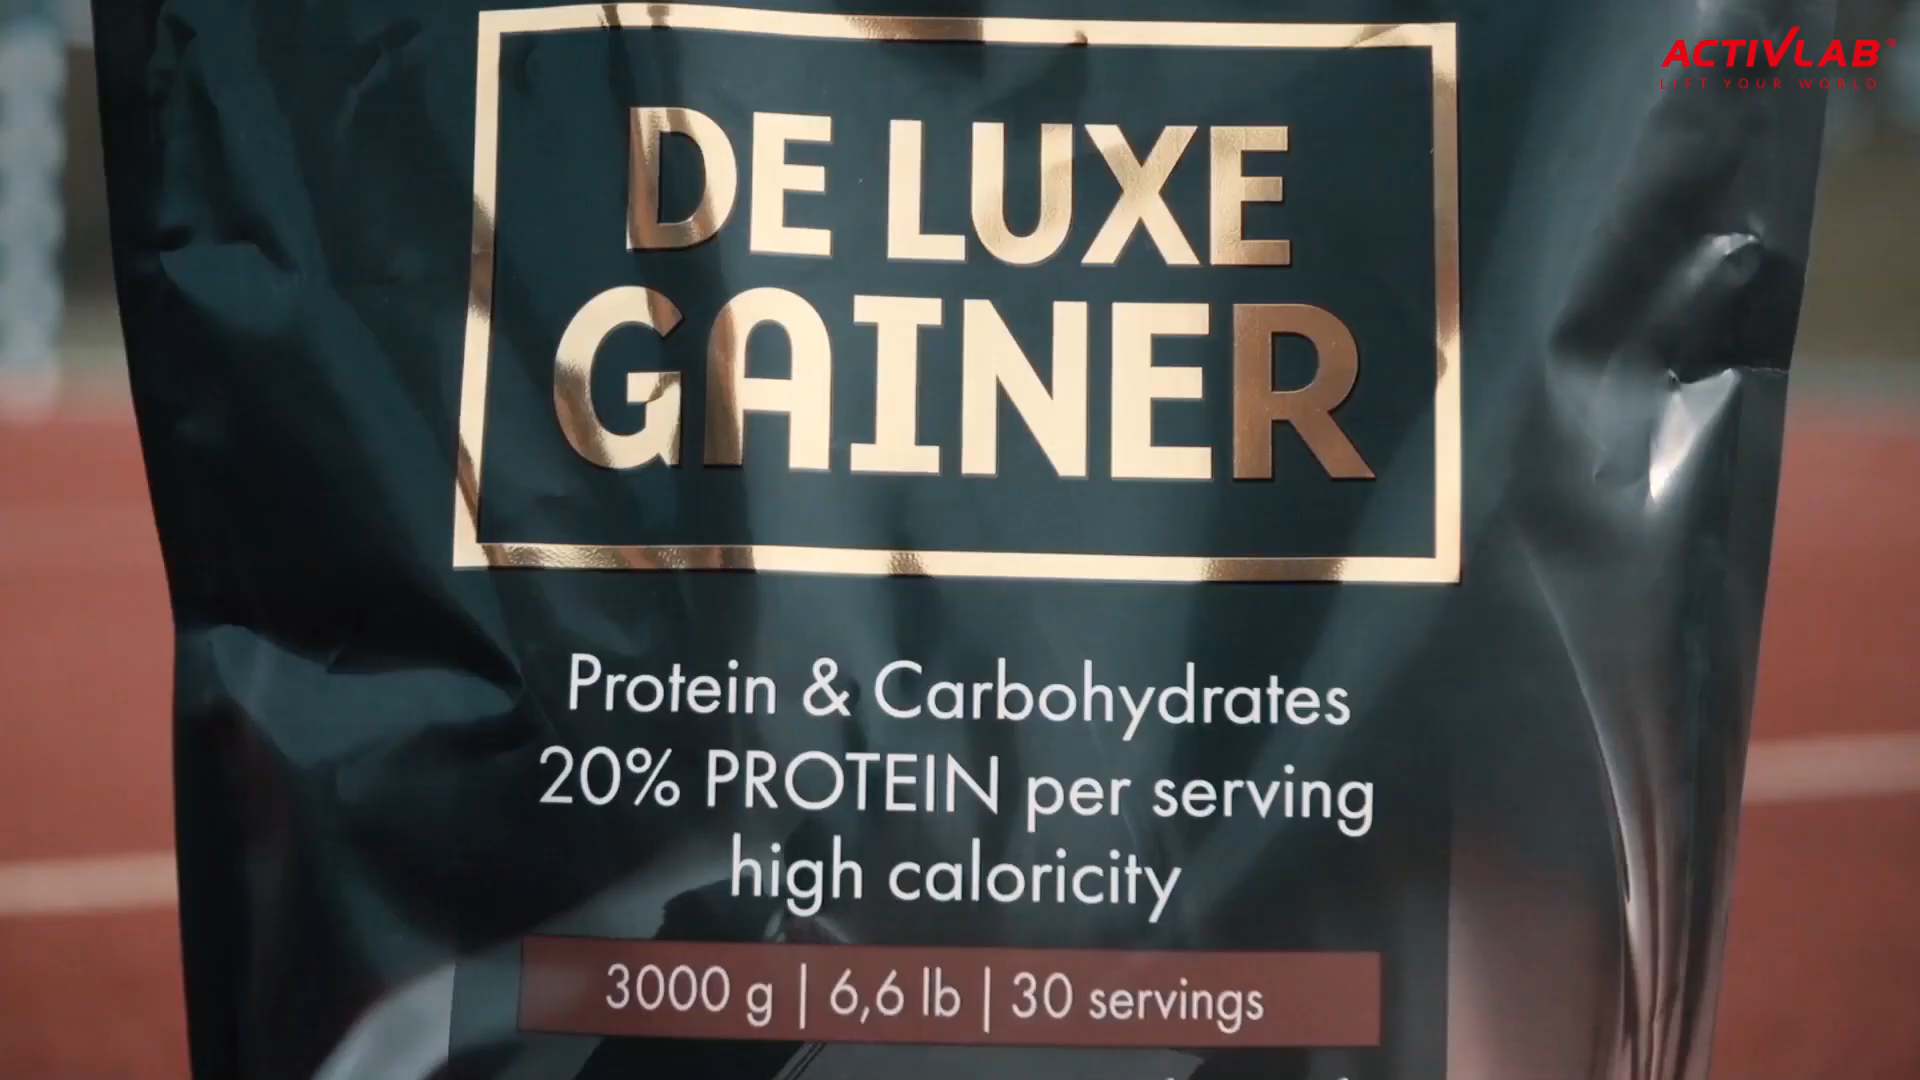 ACTIVLAB®
LIFT YOUR WORLD
DE LUXE
GAINER
Protein & Carbohydrates
20% PROTEIN per serving
high caloricity
3000 g | 6,6 lb | 30 servings